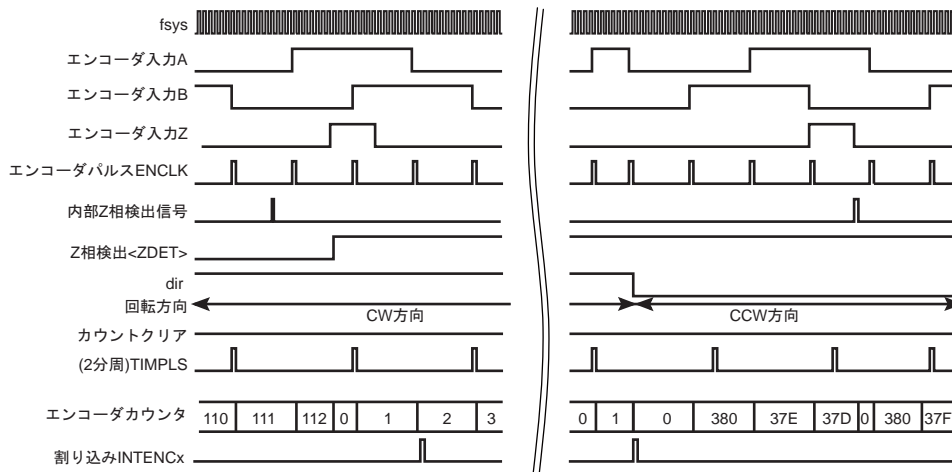 fsys
エンコーダ入力A
エンコーダ入力B
エンコーダ入力Z
エンコーダパルスENCLK
内部Z相検出信号
Z相検出<ZDET>
dir
回転方向
CW方向
CCW方向
カウントクリア
(2分周)TIMPLS
エンコーダカウンタ 110 111 112 0 1 2 3 0 1 0 380 37E 37D 0 380 37F
割り込みINTENCx